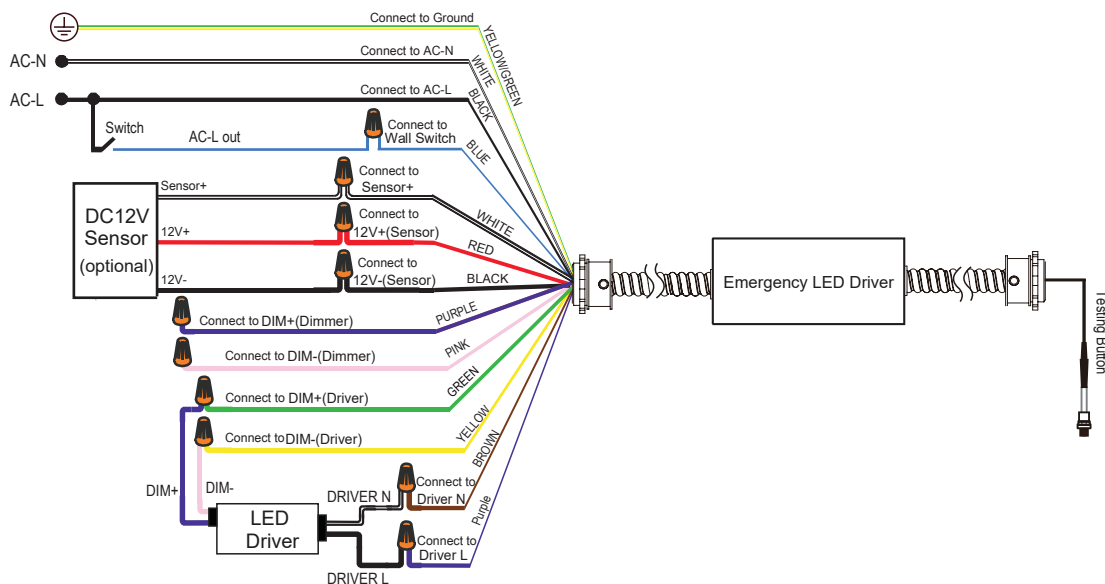 Connect to Ground
YELLOW/GREEN
AC-N
Connect to AC-N
WHITE
AC-L
Connect to AC-L
BLACK
Switch
AC-L out
Connect to
Wall Switch
BLUE
DC12V
Sensor
(optional)
Sensor+
Connect to
Sensor+
WHITE
12V+
Connect to
12V+(Sensor)
RED
12V-
Connect to
12V-(Sensor)
BLACK
Connect to DIM+(Dimmer)
PURPLE
Connect to DIM-(Dimmer)
PINK
Connect to DIM+(Driver)
GREEN
Connect to DIM-(Driver)
YELLOW
DIM+
DIM-
LED
Driver
DRIVER N
Connect to
Driver N
BROWN
DRIVER L
Connect to
Driver L
Purple
Emergency LED Driver
Testing Button